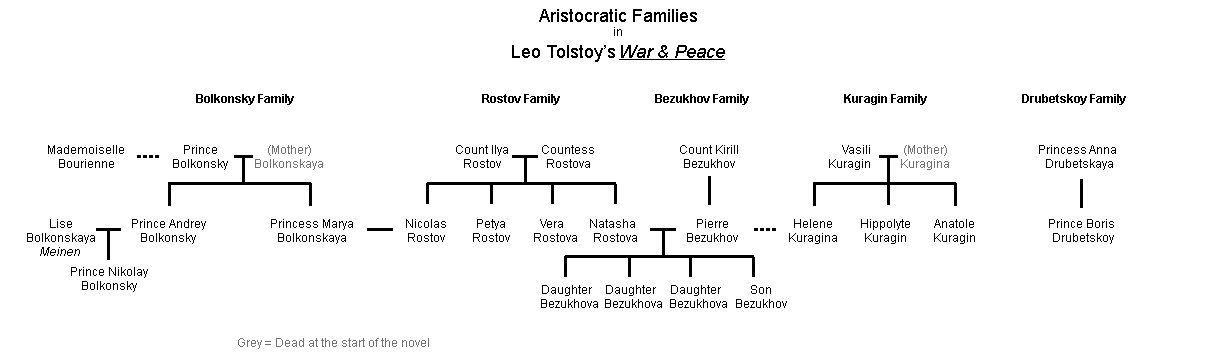 Aristocratic Families
in
Leo Tolstoy's War & Peace
Bolkonsky Family
Rostov Family
Bezukhov Family
Kuragin Family
Drubetskoy Family
Mademoiselle
Bourienne
Prince
Bolkonsky
(Mother)
Bolkonskaya
Count Ilya
Rostov
Countess
Rostova
Count Kirill
Bezukhov
Vasili
Kuragin
(Mother)
Kuragina
Princess Anna
Drubetskaya
Lise
Bolkonskaya
Meinen
Prince Andrey
Bolkonsky
Princess Marya
Bolkonskaya
Nicolas
Rostov
Petya
Rostov
Vera
Rostova
Natasha
Rostova
Pierre
Bezukhov
Helene
Kuragina
Hippolyte
Kuragin
Anatole
Kuragin
Prince Boris
Drubetskoy
Prince Nikolay
Bolkonsky
Daughter
Bezukhova
Daughter
Bezukhova
Daughter
Bezukhova
Son
Bezukhov
Grey = Dead at the start of the novel